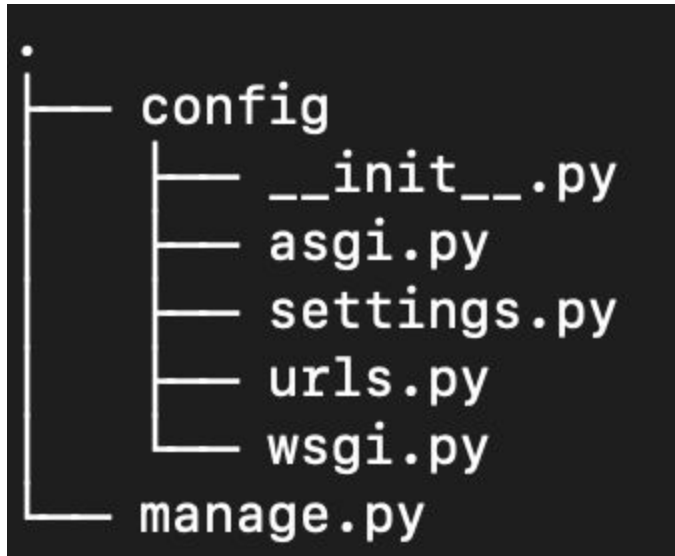 .
├── config
│   ├── __init__.py
│   ├── asgi.py
│   ├── settings.py
│   ├── urls.py
│   └── wsgi.py
└── manage.py